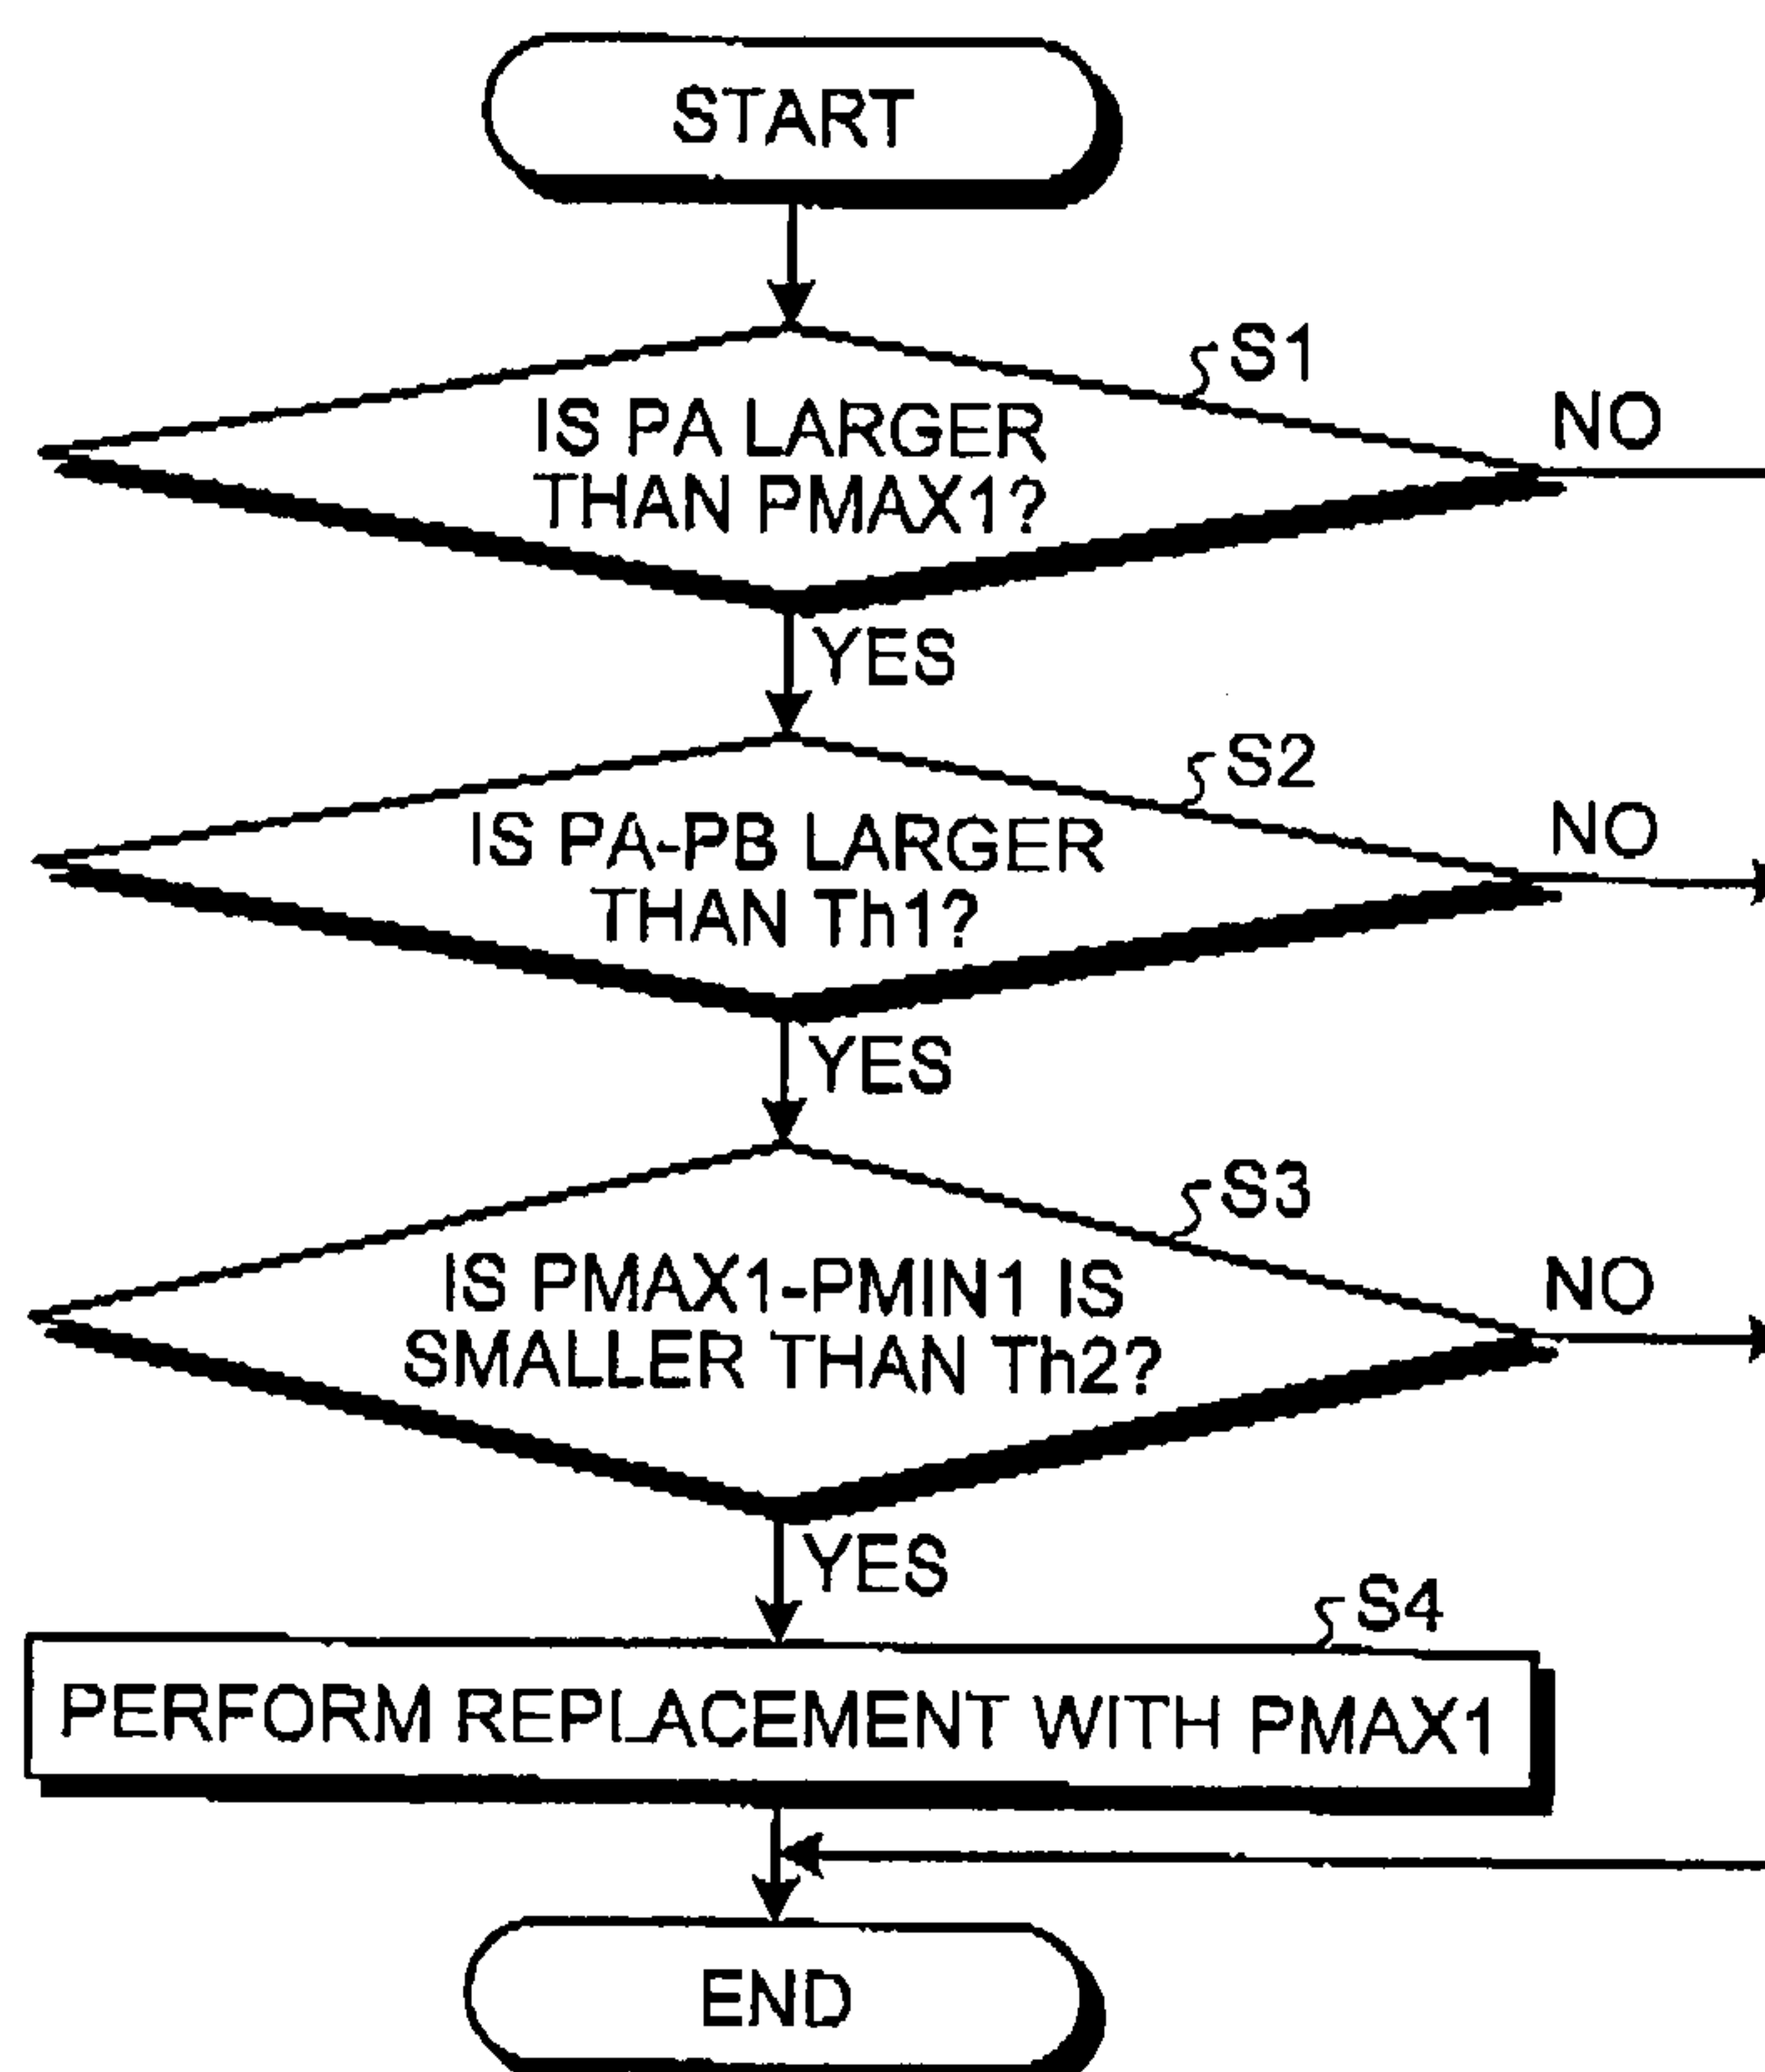 START
S1
IS PA LARGER
THAN PMAX1?
NO
YES
S2
IS PA-PB LARGER
THAN Th1?
NO
YES
S3
IS PMAX1-PMIN1 IS
SMALLER THAN Th2?
NO
YES
S4
PERFORM REPLACEMENT WITH PMAX1
END